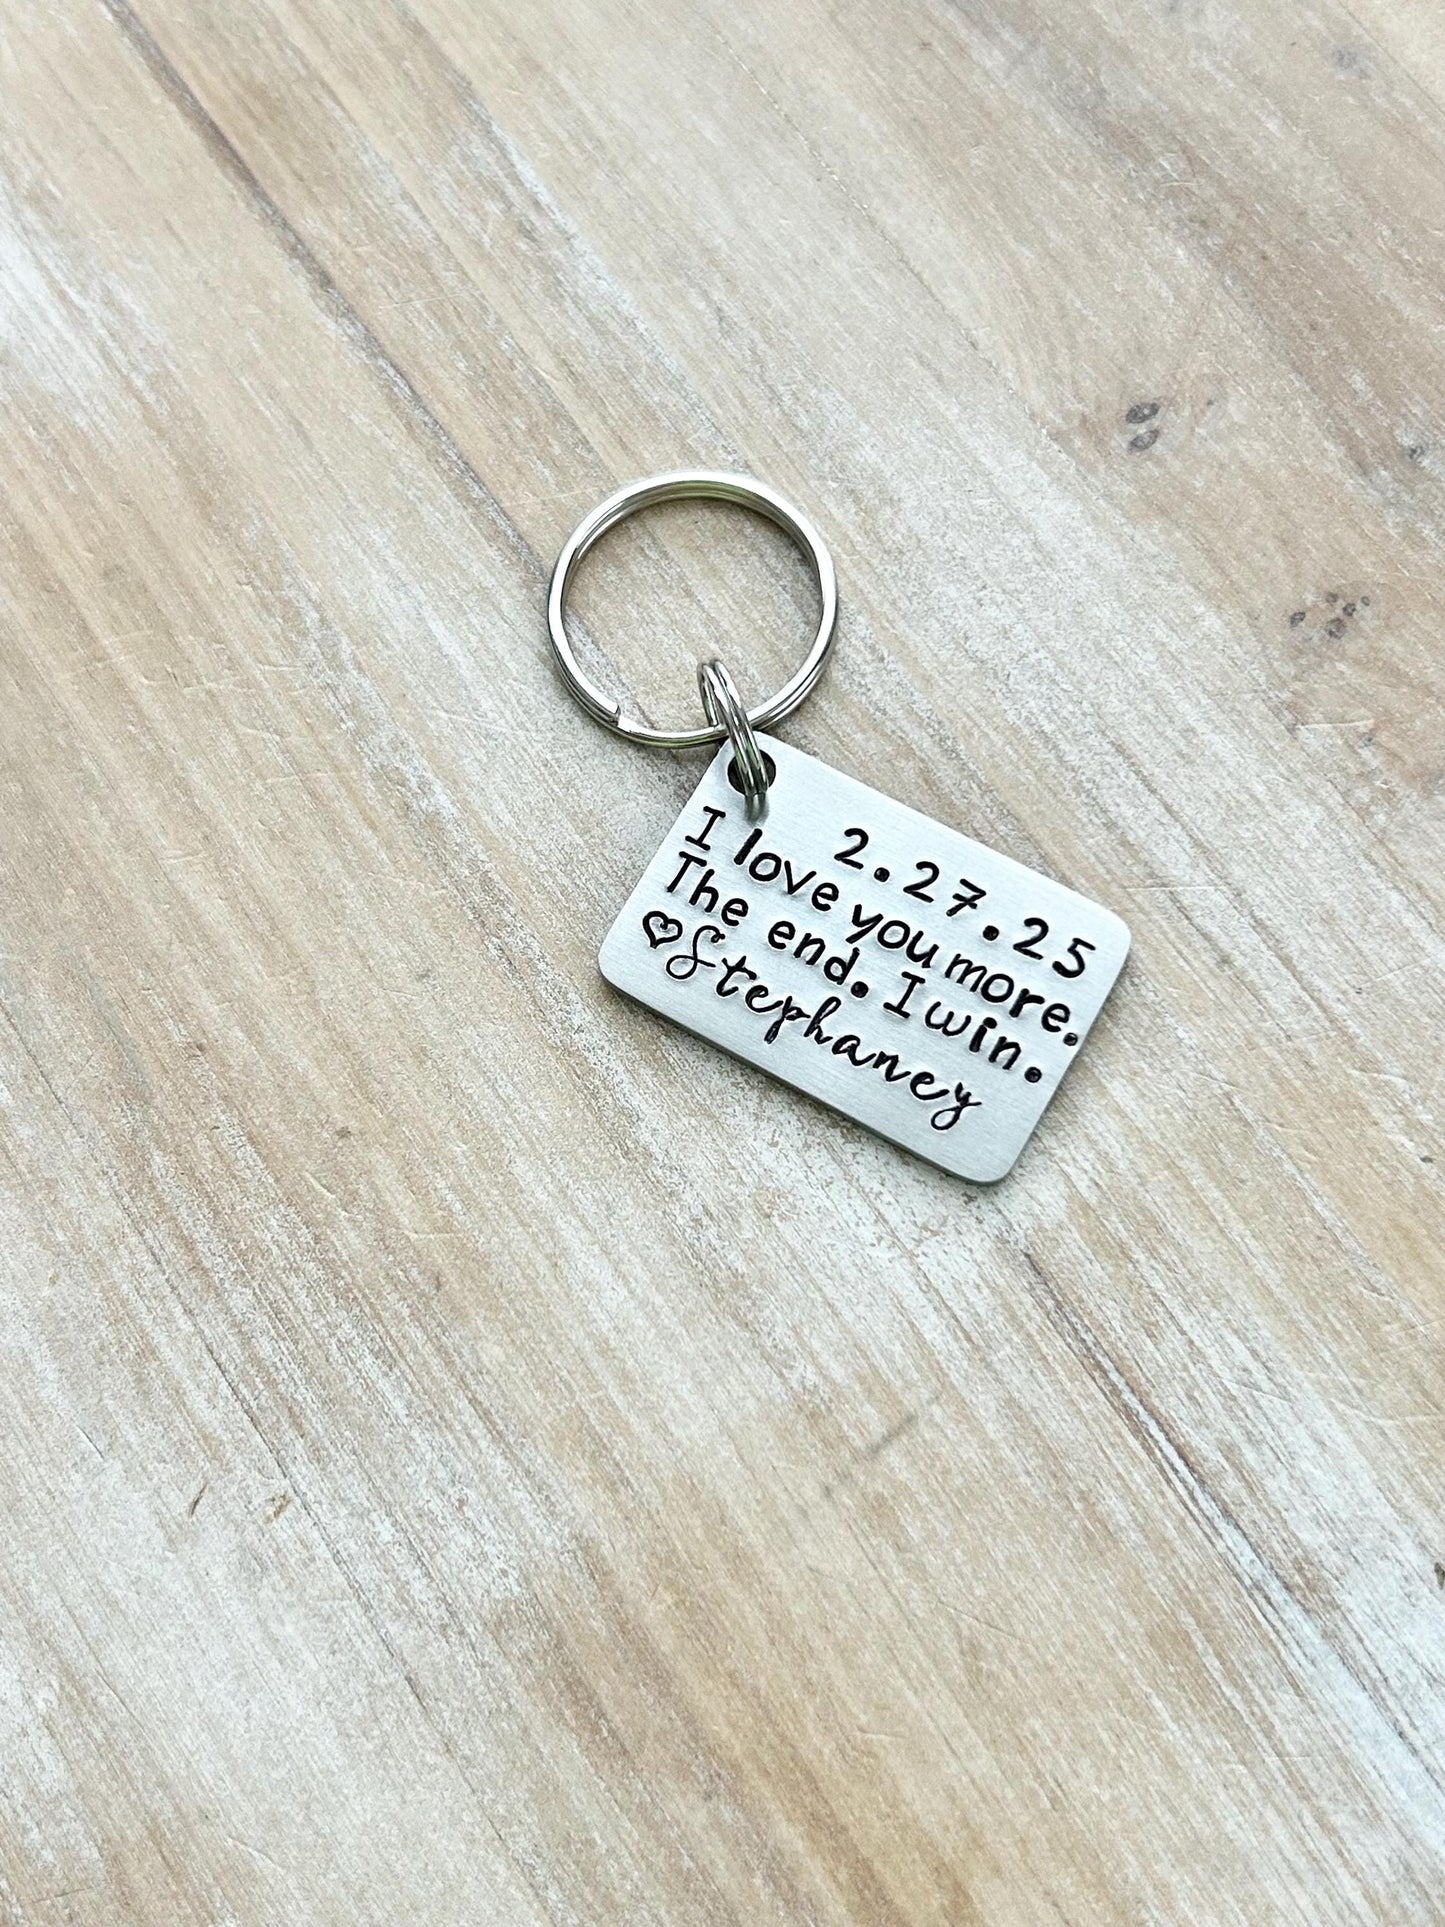 2.27.25
I love you more.
The end. I win.
♡Stephaney